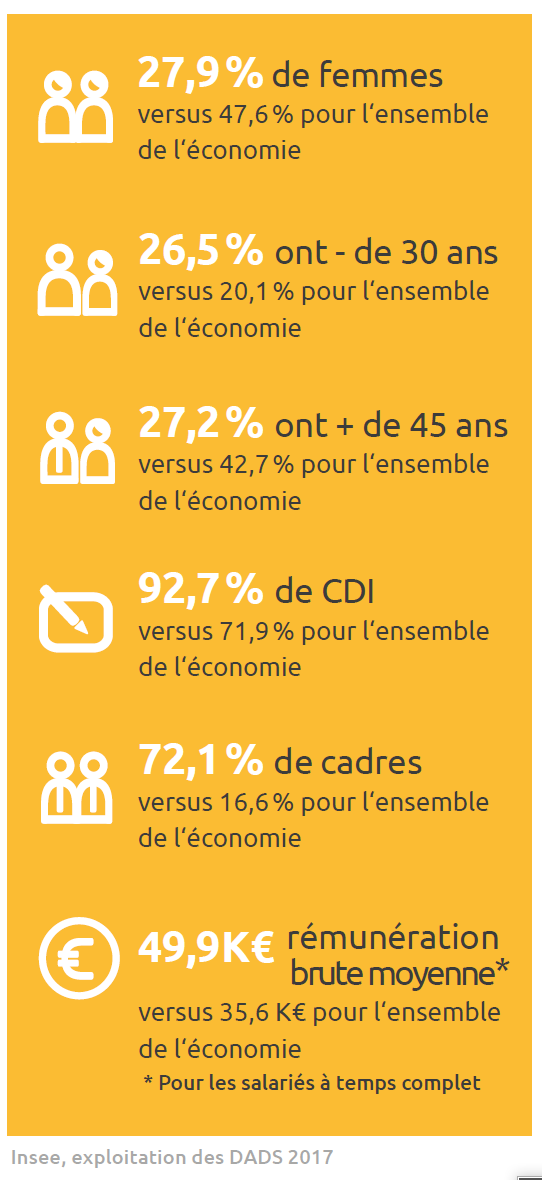 27,9 % de femmes
versus 47,6 % pour l‘ensemble
de l‘économie
26,5 % ont - de 30 ans
versus 20,1 % pour l‘ensemble
de l‘économie
27,2 % ont + de 45 ans
versus 42,7 % pour l‘ensemble
de l‘économie
92,7 % de CDI
versus 71,9 % pour l‘ensemble
de l‘économie
72,1 % de cadres
versus 16,6 % pour l‘ensemble
de l‘économie
49,9K€ rémunération
brute moyenne*
versus 35,6 K€ pour l‘ensemble
de l‘économie
* Pour les salariés à temps complet
Insee, exploitation des DADS 2017